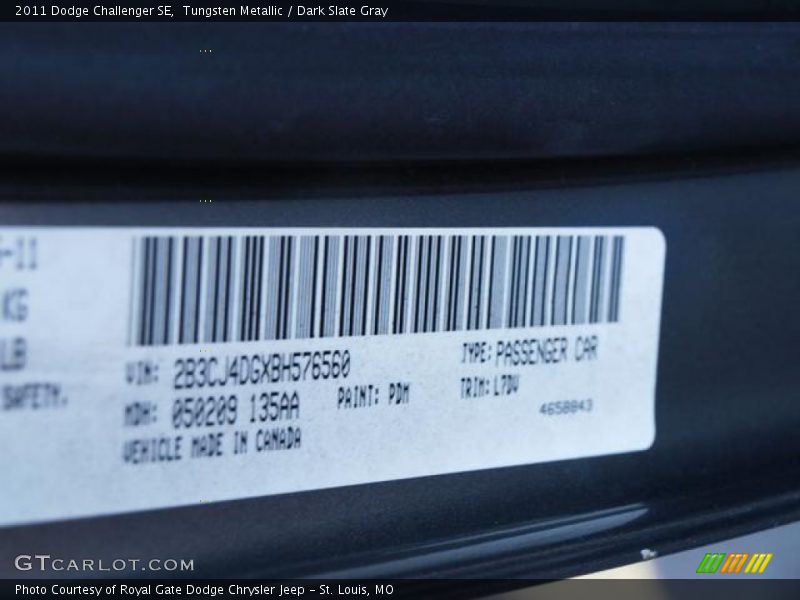 2011 Dodge Challenger SE, Tungsten Metallic / Dark Slate Gray
-11
KG
LB
SAFETY.
VIN: 2B3CJ4DGXBH576560
TYPE: PASSENGER CAR
MDH: 050209 135AA
PAINT: PDM
TRIM: L7DV
VEHICLE MADE IN CANADA
4658843
GTCARLOT.COM
Photo Courtesy of Royal Gate Dodge Chrysler Jeep - St. Louis, MO